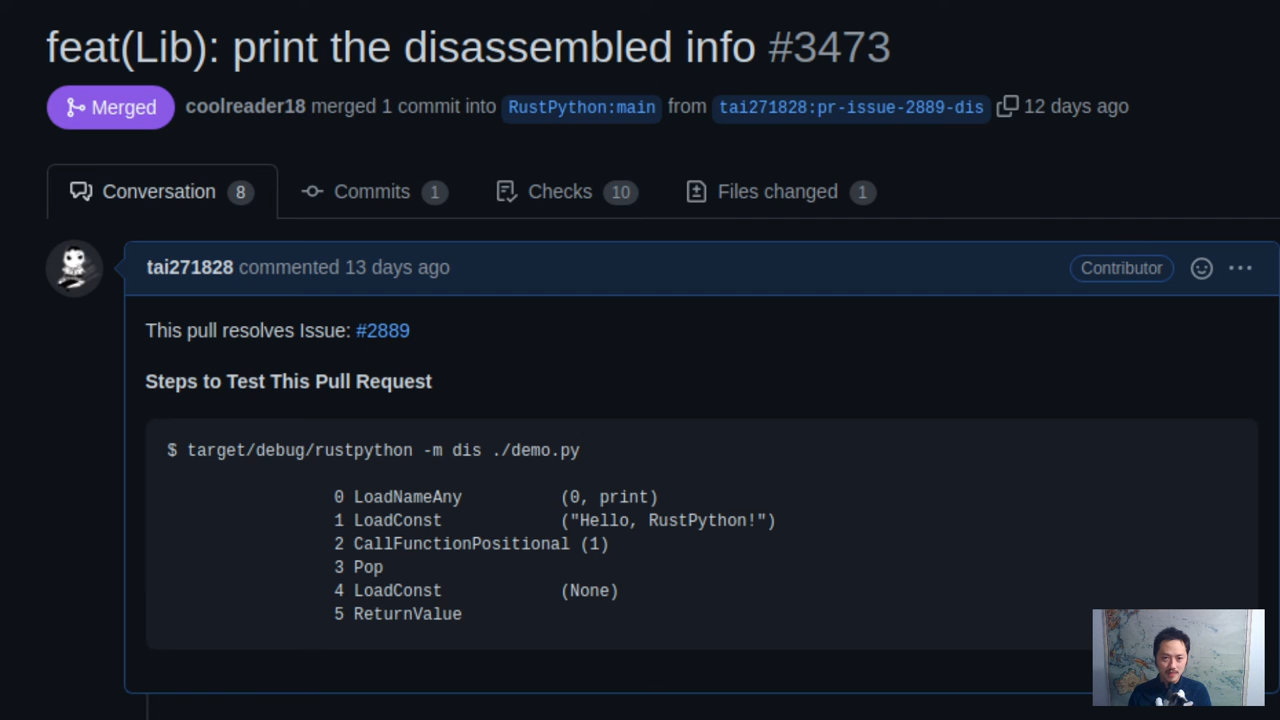 feat(Lib): print the disassembled info #3473
Merged coolreader18 merged 1 commit into RustPython:main from tai271828:pr-issue-2889-dis 12 days ago
Conversation 8 Commits 1 Checks 10 Files changed 1
tai271828 commented 13 days ago Contributor
This pull resolves Issue: #2889
Steps to Test This Pull Request
$ target/debug/rustpython -m dis ./demo.py
0 LoadNameAny (0, print)
1 LoadConst ("Hello, RustPython!")
2 CallFunctionPositional (1)
3 Pop
4 LoadConst (None)
5 ReturnValue